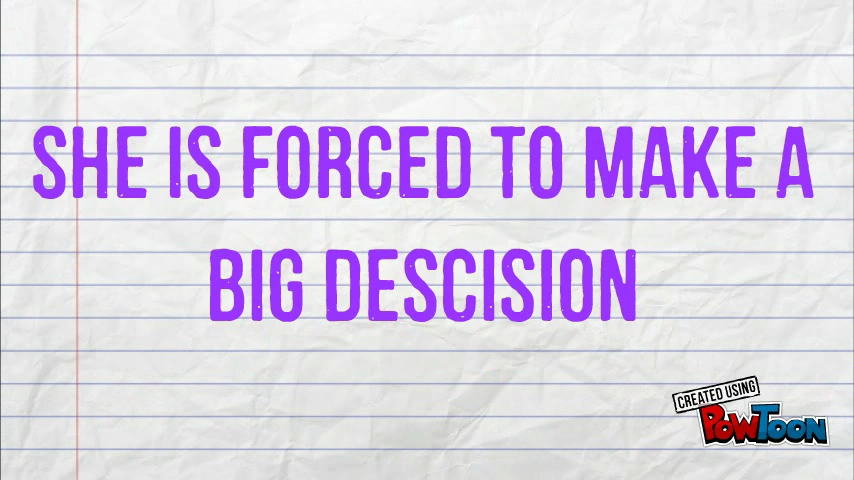 SHE IS FORCED TO MAKE A
BIG DESCISION
CREATED USING
POWTOON